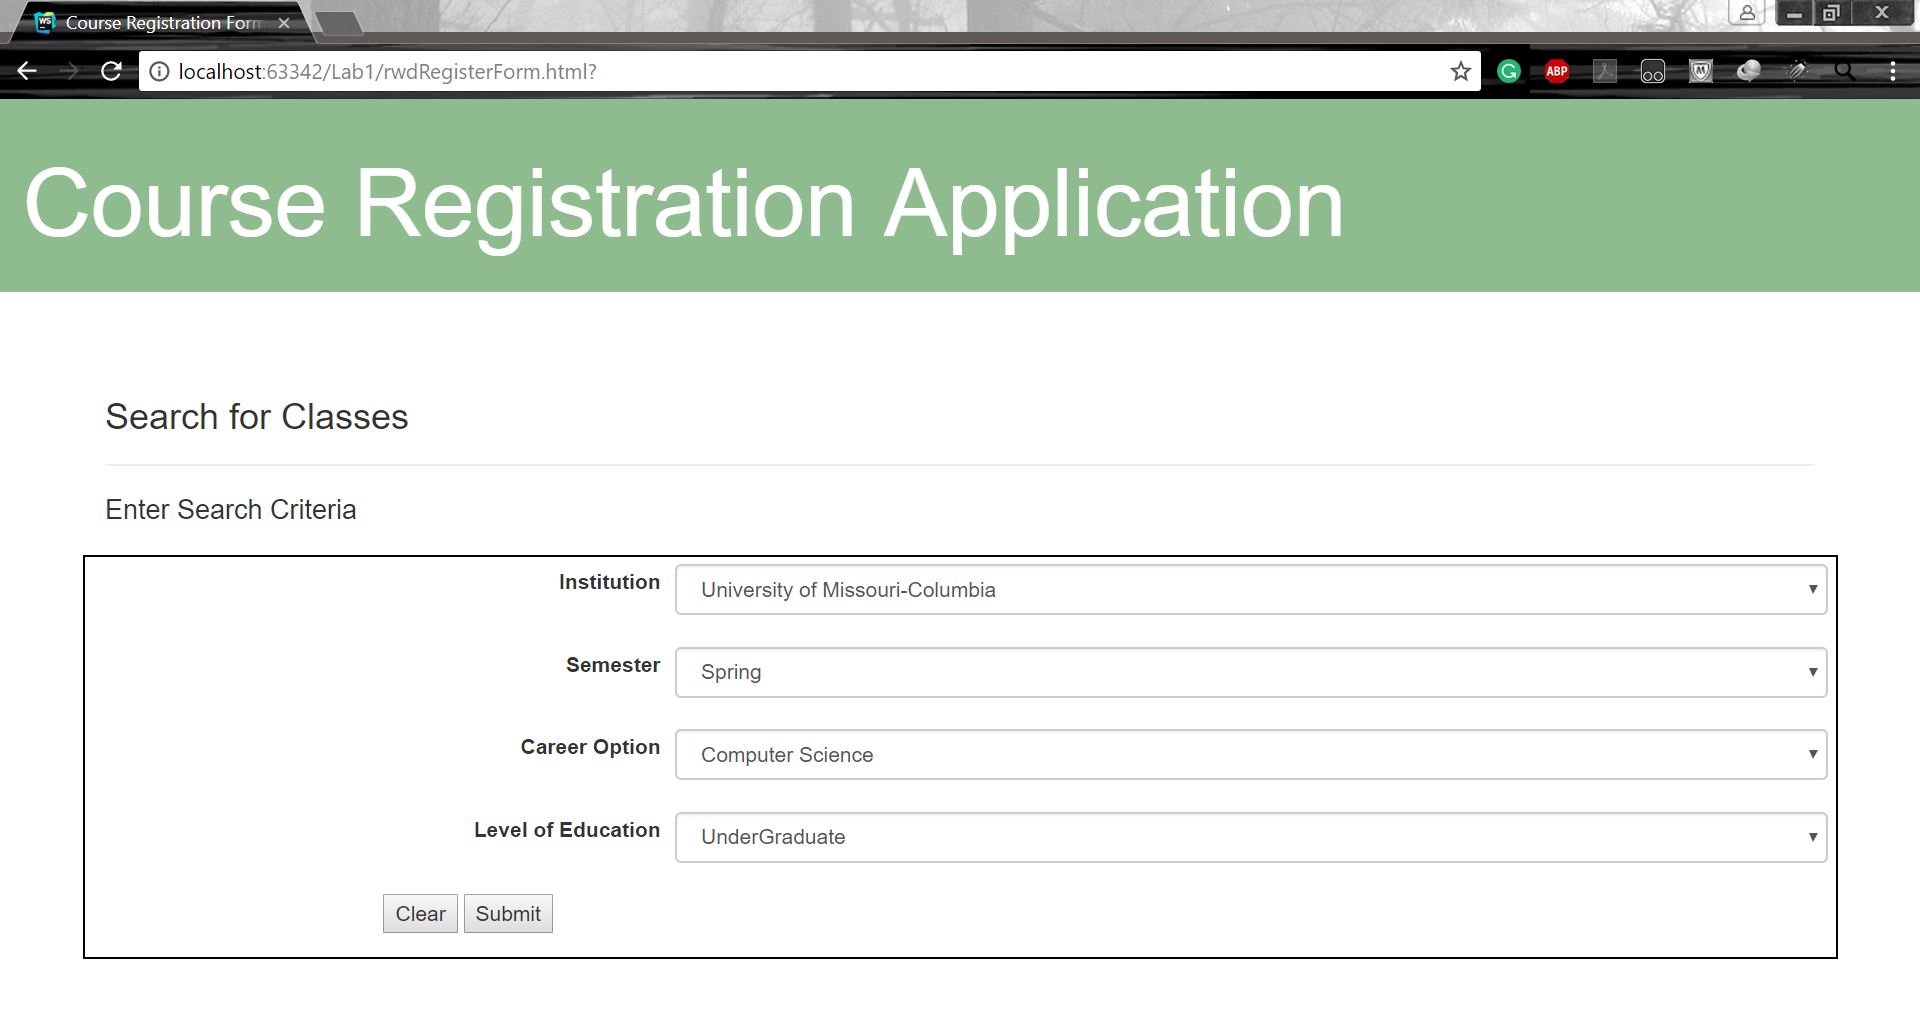 Course Registration Form
localhost:63342/Lab1/rwdRegisterForm.html?
ABP
Course Registration Application
Search for Classes
Enter Search Criteria
Institution University of Missouri-Columbia
Semester Spring
Career Option Computer Science
Level of Education UnderGraduate
Clear Submit